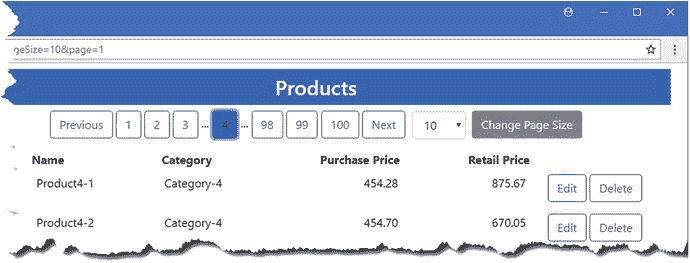 geSize=10&page=1
Products
Previous 1 2 3 ... 4 ... 98 99 100 Next 10 Change Page Size
Name Category Purchase Price Retail Price
Product4-1 Category-4 454.28 875.67 Edit Delete
Product4-2 Category-4 454.70 670.05 Edit Delete